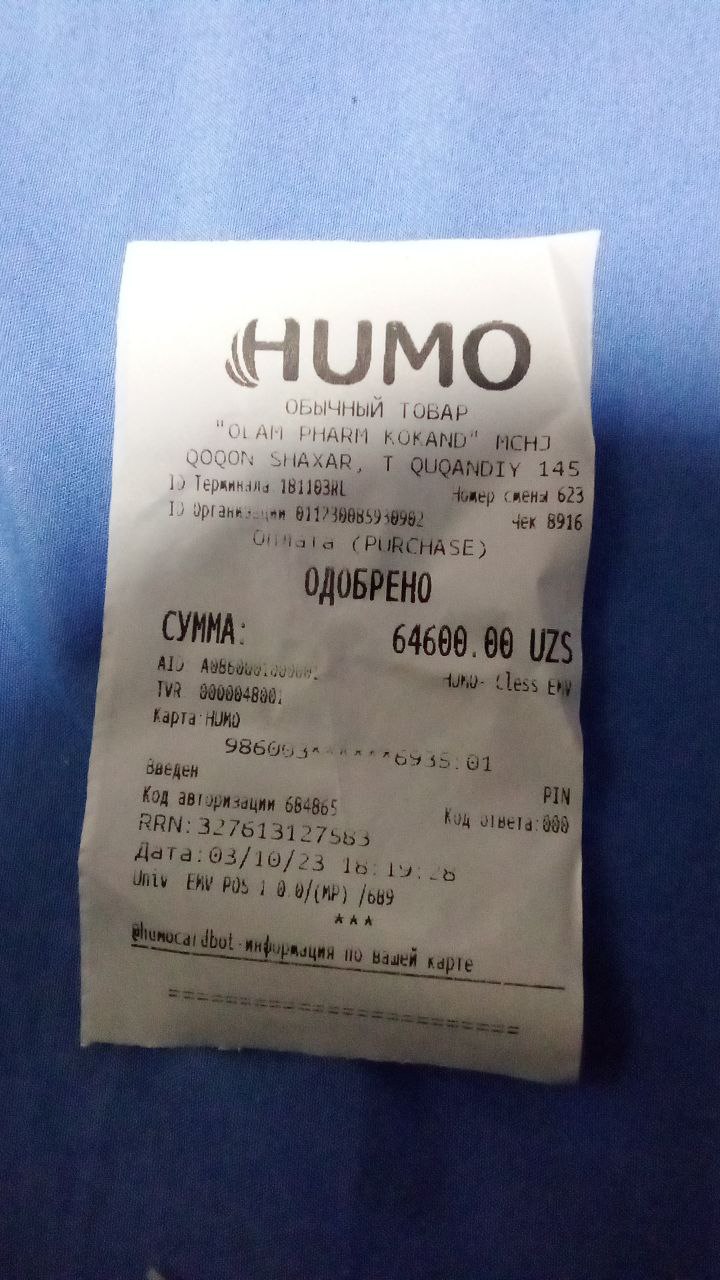 HUMO
ОБЫЧНЫЙ ТОВАР
"OLAM PHARM KOKAND" MCHJ
QOQON SHAXAR, T QUQANDIY 145
ID Терминала 181103RL Номер смены 623
ID Организации 011730085930902 Чек 8916
Оплата (PURCHASE)
ОДОБРЕНО
СУММА: 64600.00 UZS
AID HUMO- Cless EMV
TVR 0000048001
Карта:HUMO
986003******6935:01
Введен PIN
Код авторизации 684865 Код ответа:000
RRN:327613127583
Дата:03/10/23 18:19:28
Univ EMV POS 1.0.0/(MP) /689
***
@humocardbot-информация по вашей карте
==============================